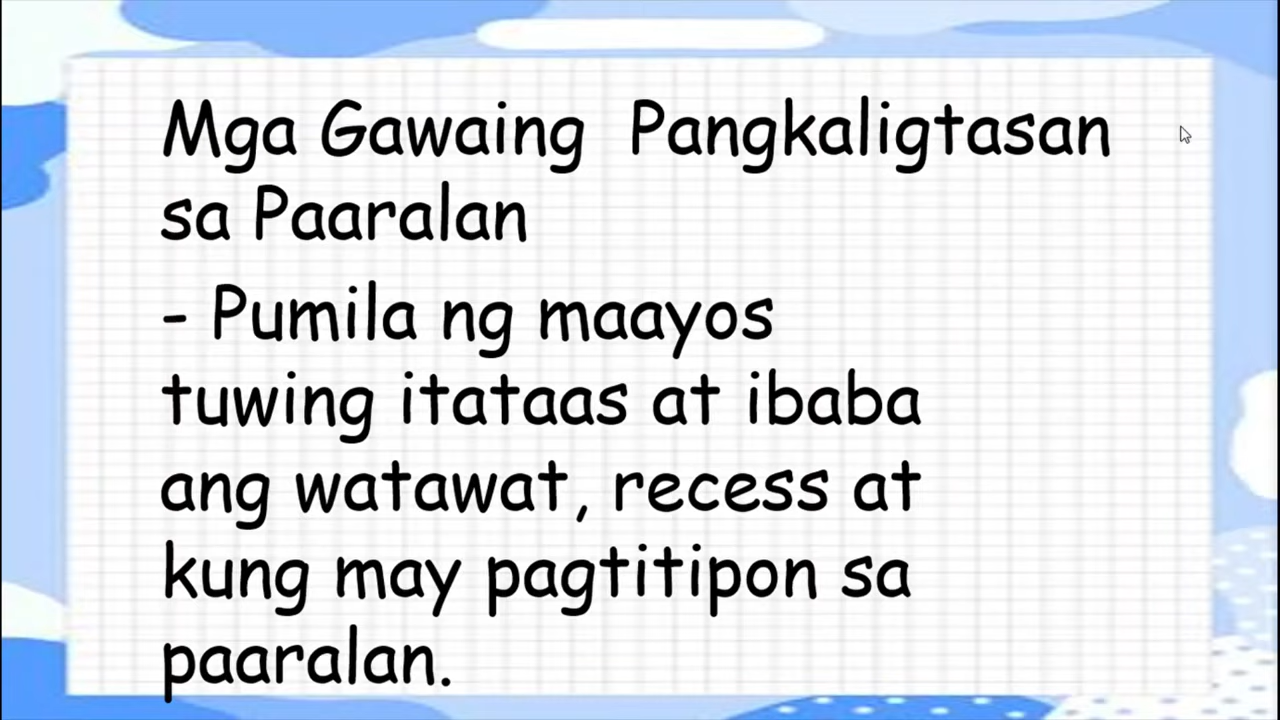 Mga Gawaing  Pangkaligtasan
sa Paaralan
- Pumila ng maayos
tuwing itataas at ibaba
ang watawat, recess at
kung may pagtitipon sa
paaralan.